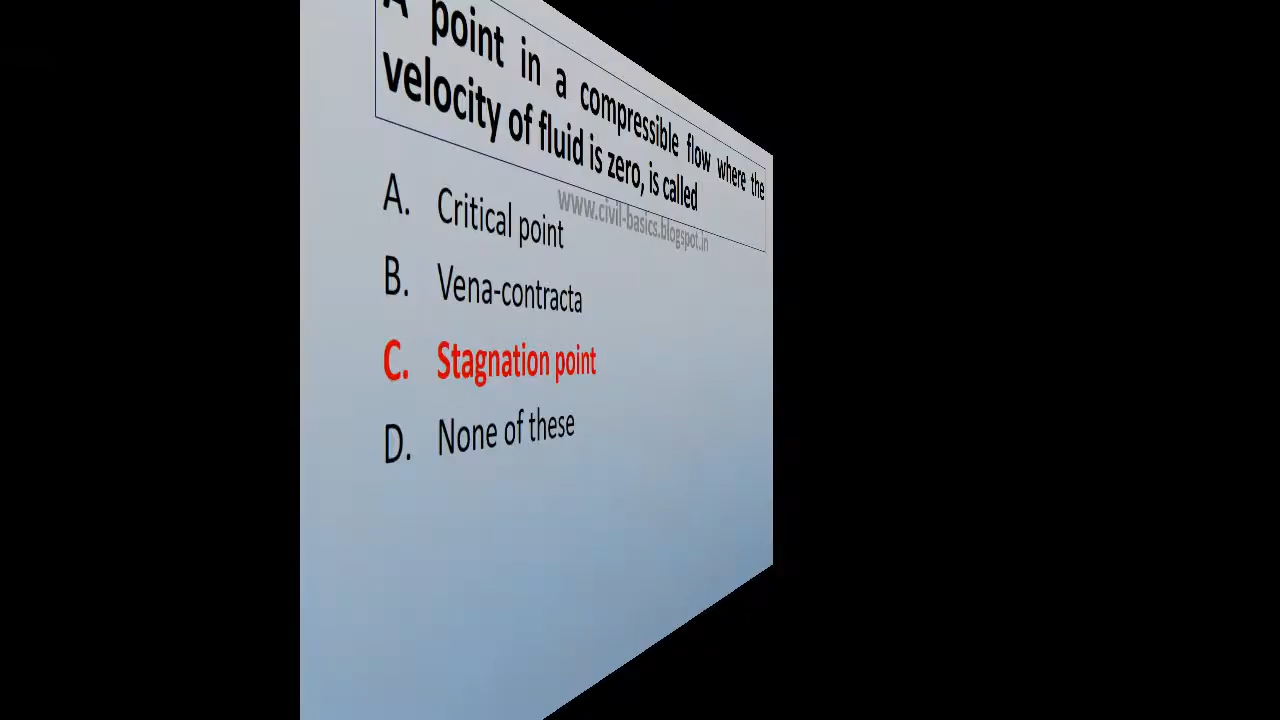 A point in a compressible flow where the
velocity of fluid is zero, is called
www.civil-basics.blogspot.in
A. Critical point
B. Vena-contracta
C. Stagnation point
D. None of these